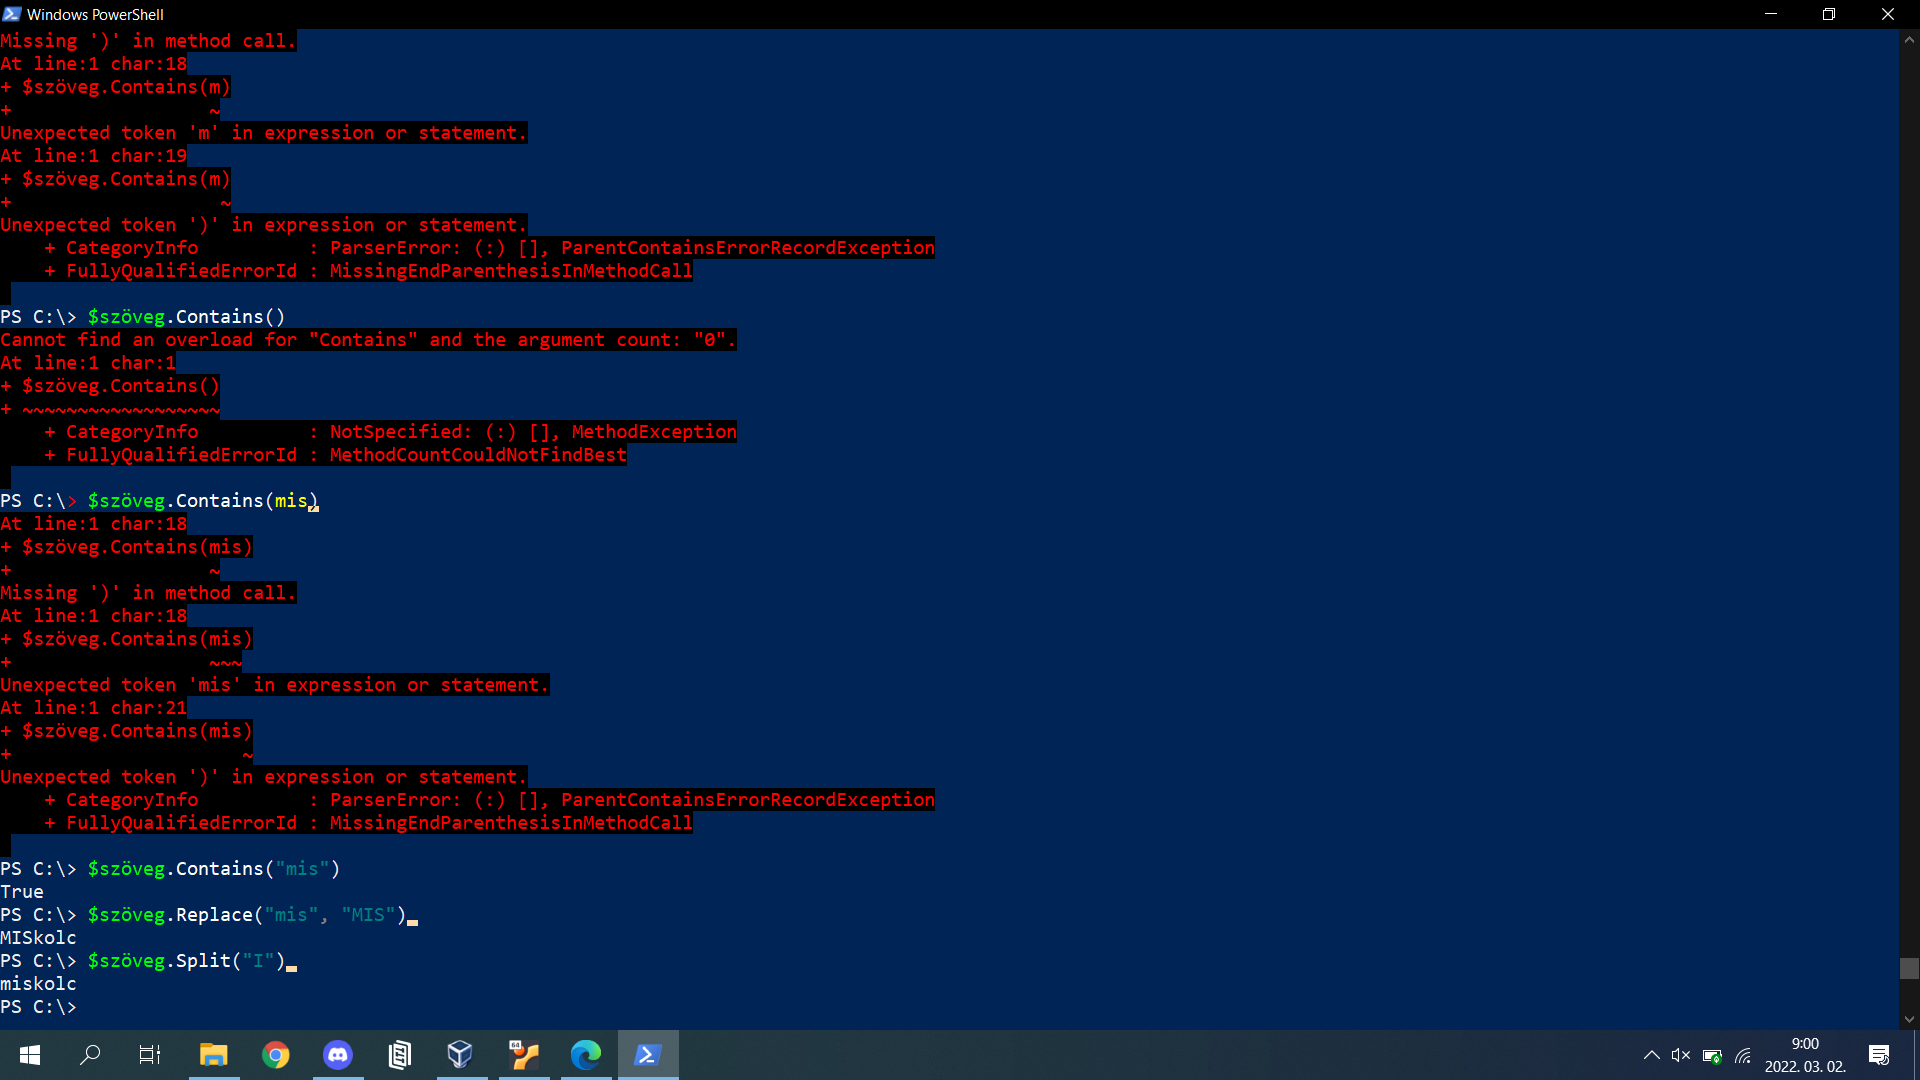 Windows PowerShell
Missing ')' in method call.
At line:1 char:18
+ $szöveg.Contains(m)
+                  ~
Unexpected token 'm' in expression or statement.
At line:1 char:19
+ $szöveg.Contains(m)
+                   ~
Unexpected token ')' in expression or statement.
    + CategoryInfo          : ParserError: (:) [], ParentContainsErrorRecordException
    + FullyQualifiedErrorId : MissingEndParenthesisInMethodCall
PS C:\> $szöveg.Contains()
Cannot find an overload for "Contains" and the argument count: "0".
At line:1 char:1
+ $szöveg.Contains()
+ ~~~~~~~~~~~~~~~~~~
    + CategoryInfo          : NotSpecified: (:) [], MethodException
    + FullyQualifiedErrorId : MethodCountCouldNotFindBest
PS C:\> $szöveg.Contains(mis)
At line:1 char:18
+ $szöveg.Contains(mis)
+                  ~
Missing ')' in method call.
At line:1 char:18
+ $szöveg.Contains(mis)
+                  ~~~
Unexpected token 'mis' in expression or statement.
At line:1 char:21
+ $szöveg.Contains(mis)
+                     ~
Unexpected token ')' in expression or statement.
    + CategoryInfo          : ParserError: (:) [], ParentContainsErrorRecordException
    + FullyQualifiedErrorId : MissingEndParenthesisInMethodCall
PS C:\> $szöveg.Contains("mis")
True
PS C:\> $szöveg.Replace("mis", "MIS")
MISkolc
PS C:\> $szöveg.Split("I")
miskolc
PS C:\>
64
9:00
2022. 03. 02.